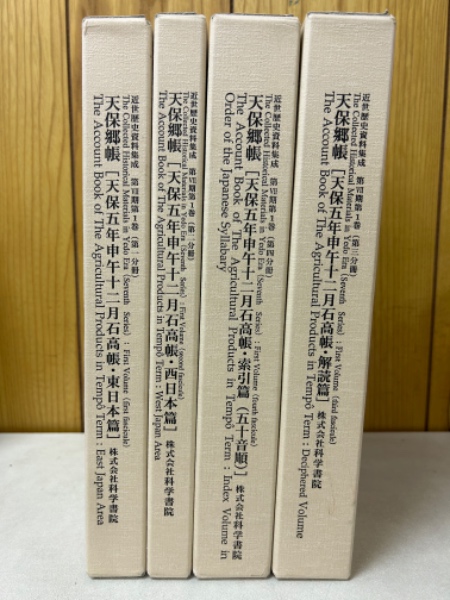 近世歴史資料集成 第Ⅶ期第1巻（第一分冊）
The Collected Historical Materials in Yedo Era (Seventh Series) : First Volume (first fascicule)
天保郷帳［天保五年申午十二月石高帳・東日本篇］ 株式会社科学書院
The Account Book of The Agricultural Products in Tempō Term : East Japan Area
近世歴史資料集成 第Ⅶ期第1巻（第二分冊）
The Collected Historical Materials in Yedo Era (Seventh Series) : First Volume (second fascicule)
天保郷帳［天保五年申午十二月石高帳・西日本篇］ 株式会社科学書院
The Account Book of The Agricultural Products in Tempō Term : West Japan Area
近世歴史資料集成 第Ⅶ期第1巻（第四分冊）
The Collected Historical Materials in Yedo Era (Seventh Series) : First Volume (fourth fascicule)
天保郷帳［天保五年申午十二月石高帳・索引篇（五十音順）］ 株式会社科学書院
The Account Book of The Agricultural Products in Tempō Term : Index Volume in
Order of the Japanese Syllabary
近世歴史資料集成 第Ⅶ期第1巻（第三分冊）
The Collected Historical Materials in Yedo Era (Seventh Series) : First Volume (third fascicule)
天保郷帳［天保五年申午十二月石高帳・解読篇］ 株式会社科学書院
The Account Book of The Agricultural Products in Tempō Term : Deciphered Volume